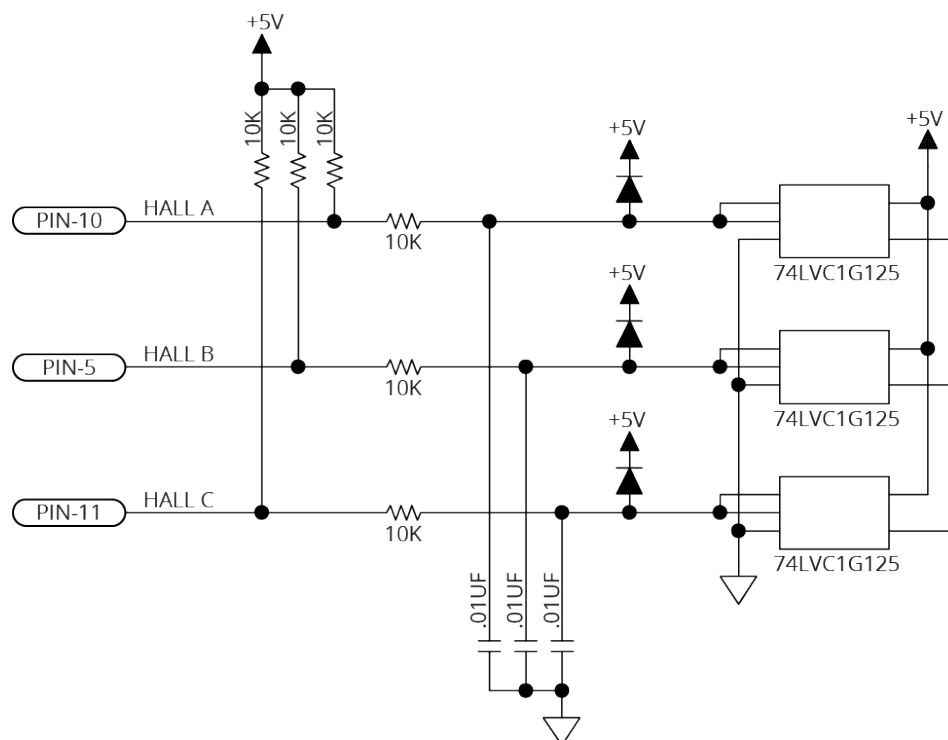 +5V
10K
10K
10K
+5V
+5V
PIN-10
HALL A
10K
74LVC1G125
+5V
PIN-5
HALL B
10K
74LVC1G125
+5V
PIN-11
HALL C
10K
74LVC1G125
.01UF
.01UF
.01UF